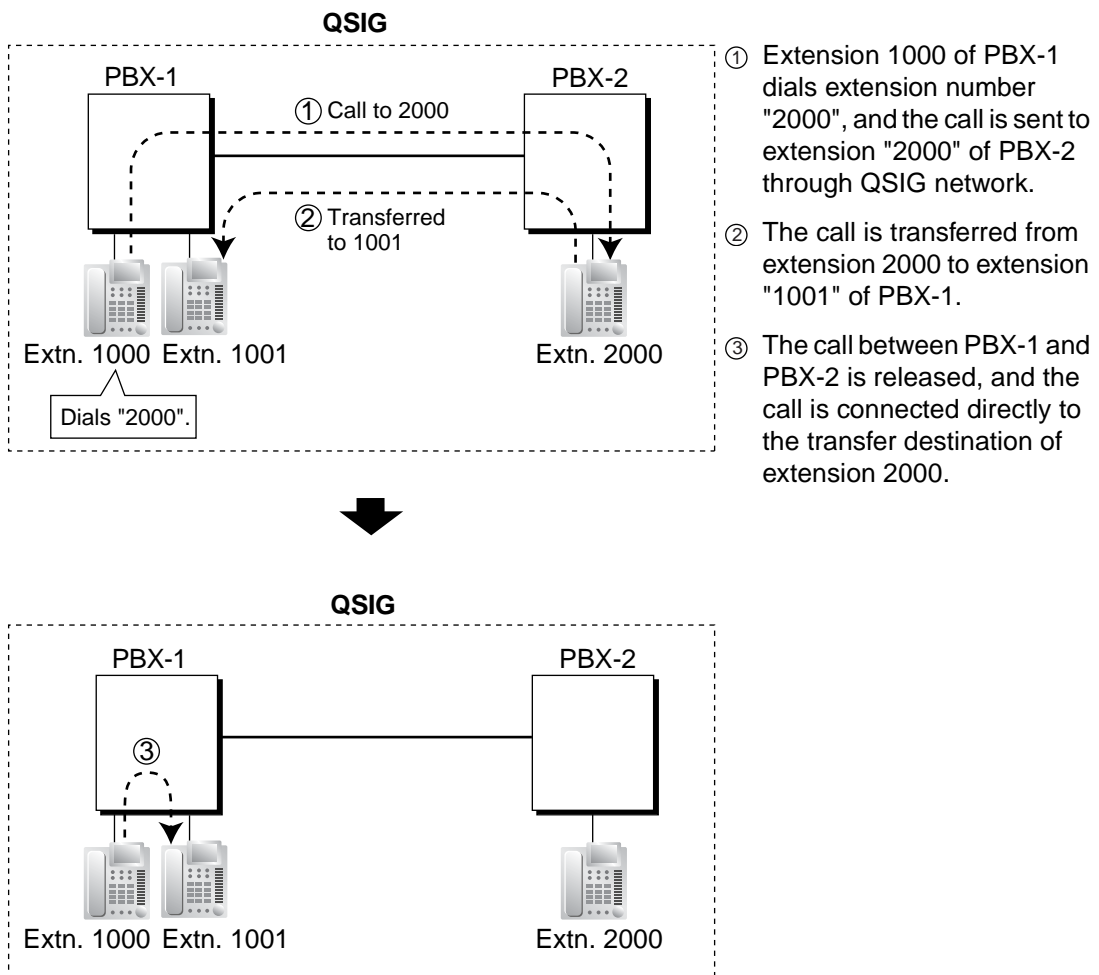 QSIG
PBX-1
PBX-2
① Call to 2000
② Transferred
to 1001
Extn. 1000
Extn. 1001
Extn. 2000
Dials "2000".
① Extension 1000 of PBX-1
dials extension number
"2000", and the call is sent to
extension "2000" of PBX-2
through QSIG network.
② The call is transferred from
extension 2000 to extension
"1001" of PBX-1.
③ The call between PBX-1 and
PBX-2 is released, and the
call is connected directly to
the transfer destination of
extension 2000.
QSIG
PBX-1
PBX-2
③
Extn. 1000
Extn. 1001
Extn. 2000